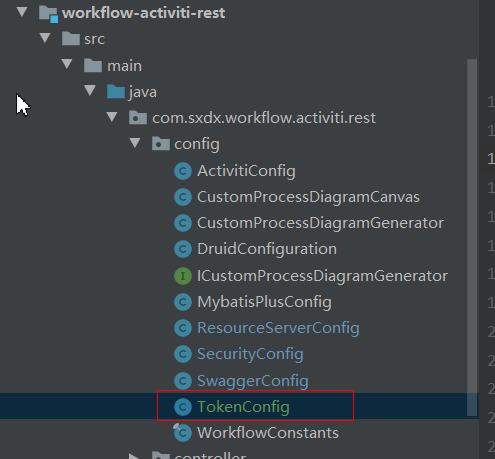 workflow-activiti-rest
src
main
java
com.sxdx.workflow.activiti.rest
config
C ActivitiConfig
C CustomProcessDiagramCanvas
C CustomProcessDiagramGenerator
C DruidConfiguration
I ICustomProcessDiagramGenerator
C MybatisPlusConfig
C ResourceServerConfig
C SecurityConfig
C SwaggerConfig
C TokenConfig
C WorkflowConstants
controller